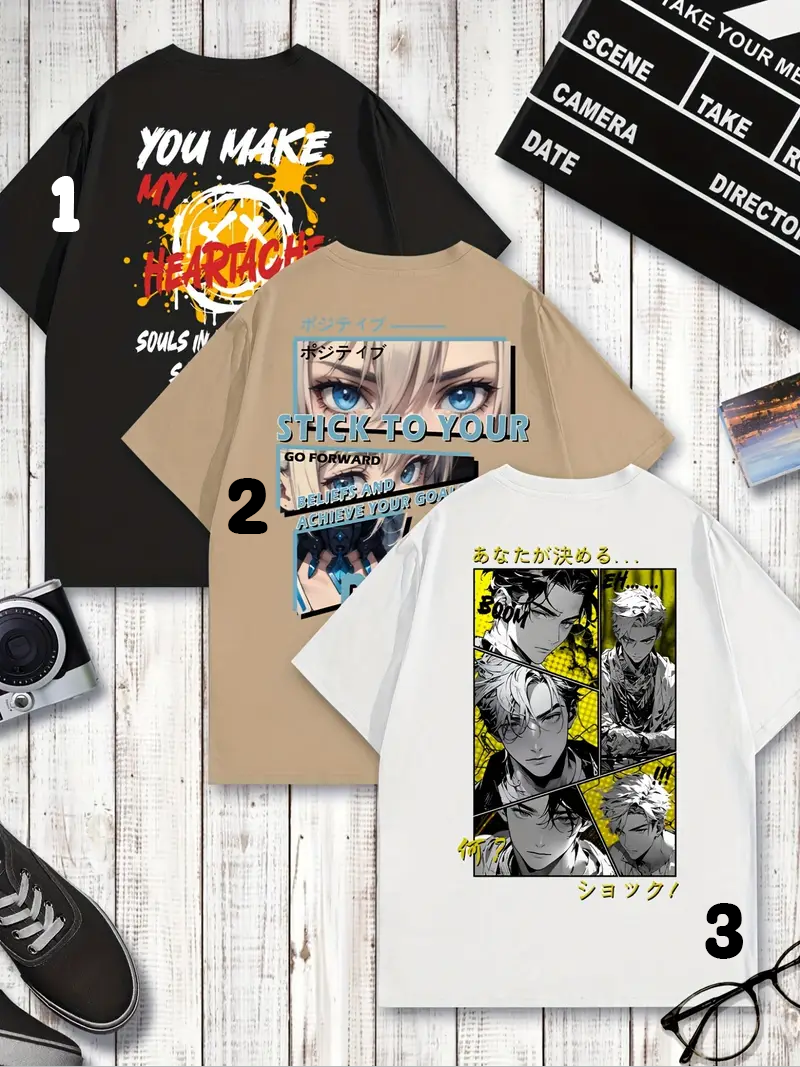 TAKE YOUR
SCENE
TAKE
CAMERA
DATE
DIRECTOR
1
YOU MAKE
MY
HEARTACHE
SOULS IN
ポジティブ
ポジティブ
STICK TO YOUR
GO FORWARD
BELIEFS AND
ACHIEVE YOUR GOAL
2
あなたが決める...
BOOM
EH... ...
!!!
何?
ショック!
3